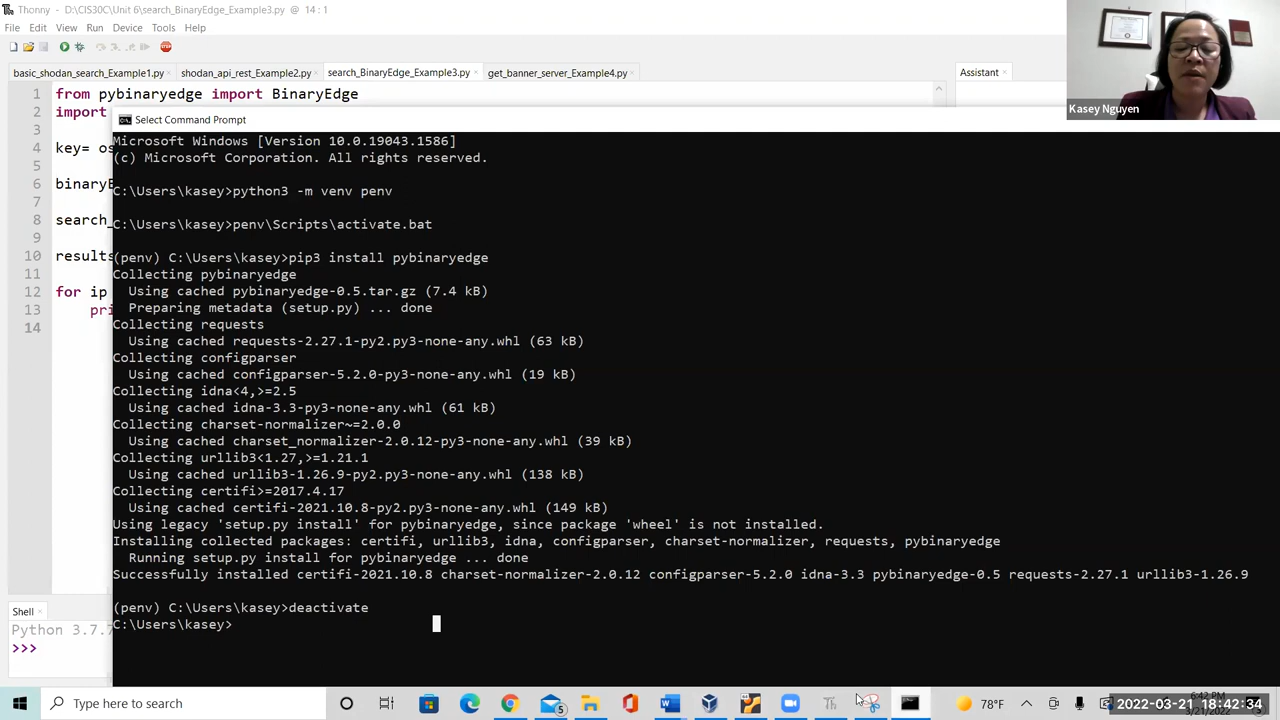 Thonny - D:\CIS30C\Unit 6\search_BinaryEdge_Example3.py @ 14 : 1
File Edit View Run Device Tools Help
basic_shodan_search_Example1.py × shodan_api_rest_Example2.py × search_BinaryEdge_Example3.py × get_banner_server_Example4.py ×
Assistant ×
Kasey Nguyen
1 from pybinaryedge import BinaryEdge
2 import
3
4 key= os
5
6 binaryE
7
8 search_
9
10 results
11
12 for ip
13 pri
14
Select Command Prompt
Microsoft Windows [Version 10.0.19043.1586]
(c) Microsoft Corporation. All rights reserved.
C:\Users\kasey>python3 -m venv penv
C:\Users\kasey>penv\Scripts\activate.bat
(penv) C:\Users\kasey>pip3 install pybinaryedge
Collecting pybinaryedge
Using cached pybinaryedge-0.5.tar.gz (7.4 kB)
Preparing metadata (setup.py) ... done
Collecting requests
Using cached requests-2.27.1-py2.py3-none-any.whl (63 kB)
Collecting configparser
Using cached configparser-5.2.0-py3-none-any.whl (19 kB)
Collecting idna<4,>=2.5
Using cached idna-3.3-py3-none-any.whl (61 kB)
Collecting charset-normalizer~=2.0.0
Using cached charset_normalizer-2.0.12-py3-none-any.whl (39 kB)
Collecting urllib3<1.27,>=1.21.1
Using cached urllib3-1.26.9-py2.py3-none-any.whl (138 kB)
Collecting certifi>=2017.4.17
Using cached certifi-2021.10.8-py2.py3-none-any.whl (149 kB)
Using legacy 'setup.py install' for pybinaryedge, since package 'wheel' is not installed.
Installing collected packages: certifi, urllib3, idna, configparser, charset-normalizer, requests, pybinaryedge
Running setup.py install for pybinaryedge ... done
Successfully installed certifi-2021.10.8 charset-normalizer-2.0.12 configparser-5.2.0 idna-3.3 pybinaryedge-0.5 requests-2.27.1 urllib3-1.26.9
(penv) C:\Users\kasey>deactivate
C:\Users\kasey>
Shell ×
Python 3.7.7
>>>
Type here to search
5
78°F
6:42 PM
2022-03-21 18:42:34